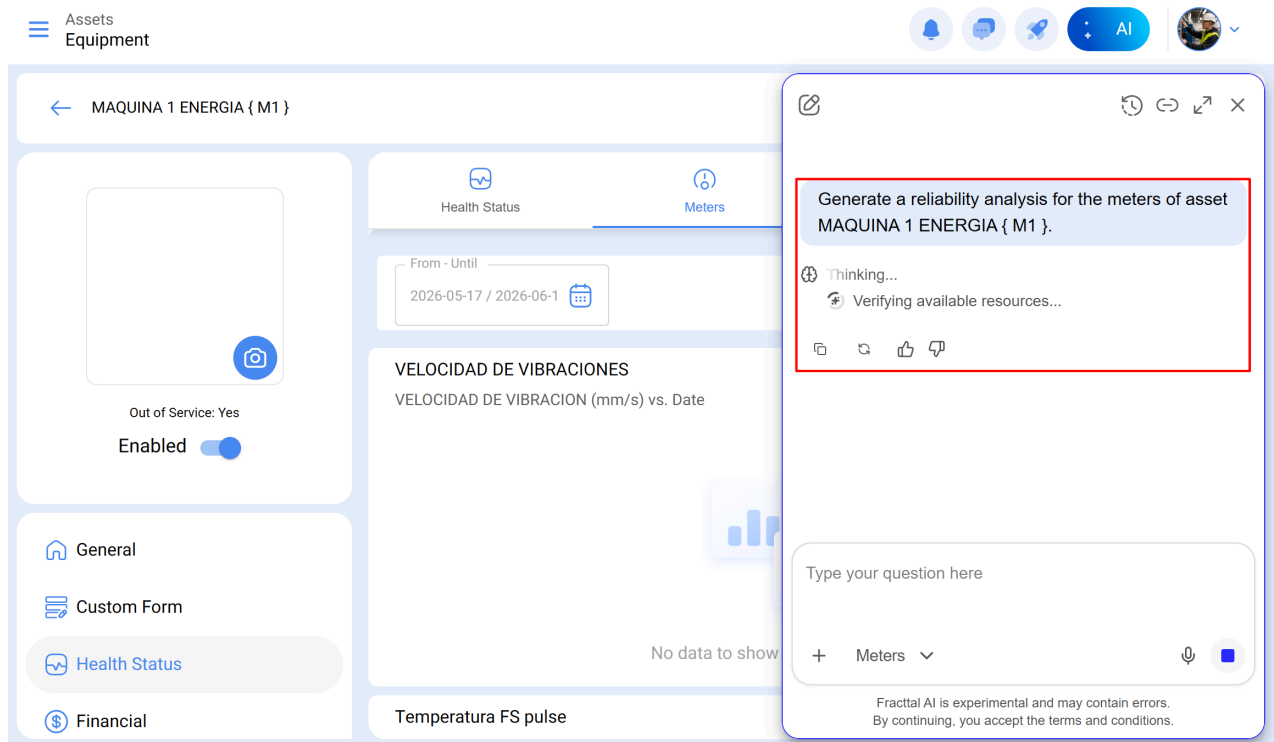 Assets
Equipment
AI
MAQUINA 1 ENERGIA { M1 }
Out of Service: Yes
Enabled
General
Custom Form
Health Status
Financial
Health Status
Meters
From - Until
2026-05-17 / 2026-06-1
VELOCIDAD DE VIBRACIONES
VELOCIDAD DE VIBRACION (mm/s) vs. Date
No data to show
Temperatura FS pulse
Generate a reliability analysis for the meters of asset
MAQUINA 1 ENERGIA { M1 }.
Thinking...
Verifying available resources...
Type your question here
Meters
Fracttal AI is experimental and may contain errors.
By continuing, you accept the terms and conditions.